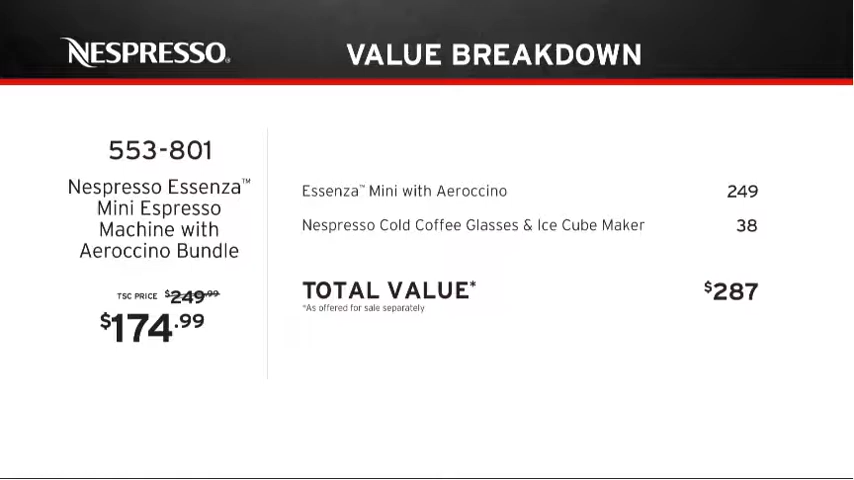 NESPRESSO®
VALUE BREAKDOWN
553-801
Nespresso Essenza™
Mini Espresso
Machine with
Aeroccino Bundle
TSC PRICE $249.99
$174.99
Essenza™ Mini with Aeroccino 249
Nespresso Cold Coffee Glasses & Ice Cube Maker 38
TOTAL VALUE* $287
*As offered for sale separately